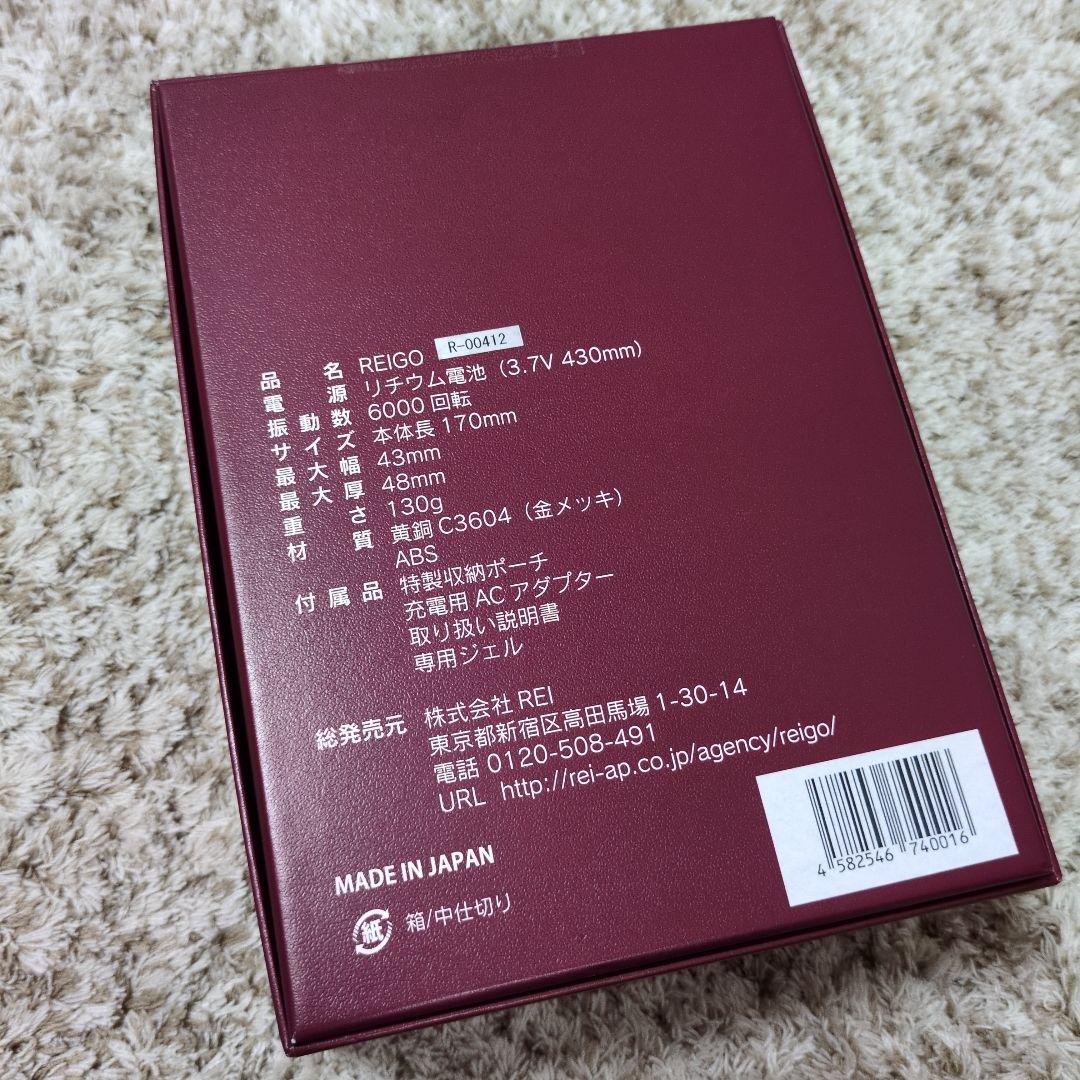 品名 REIGO R-00412
電源 リチウム電池（3.7V 430mm）
振動数 6000回転
サイズ 本体長 170mm
最大幅 43mm
最大厚 48mm
重さ 130g
材質 黄銅 C3604（金メッキ）
ABS
付属品 特製収納ポーチ
充電用 AC アダプター
取り扱い説明書
専用ジェル
総発売元 株式会社 REI
東京都新宿区高田馬場 1-30-14
電話 0120-508-491
URL http://rei-ap.co.jp/agency/reigo/
4 582546 740016
MADE IN JAPAN
紙 箱/中仕切り